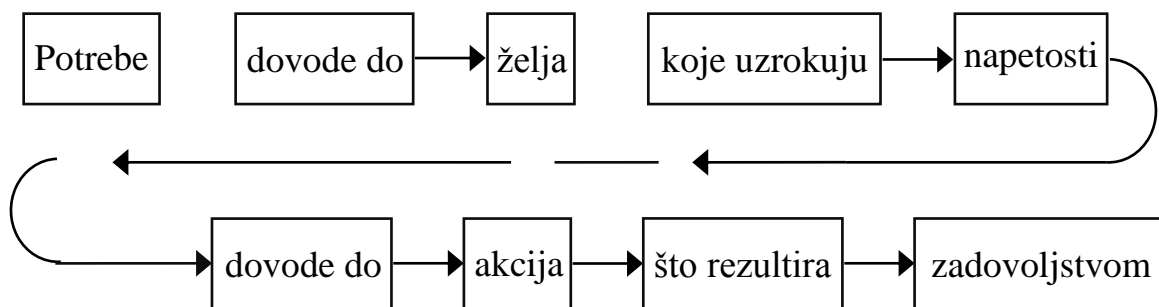 Potrebe dovode do želja koje uzrokuju napetosti
dovode do akcija što rezultira zadovoljstvom